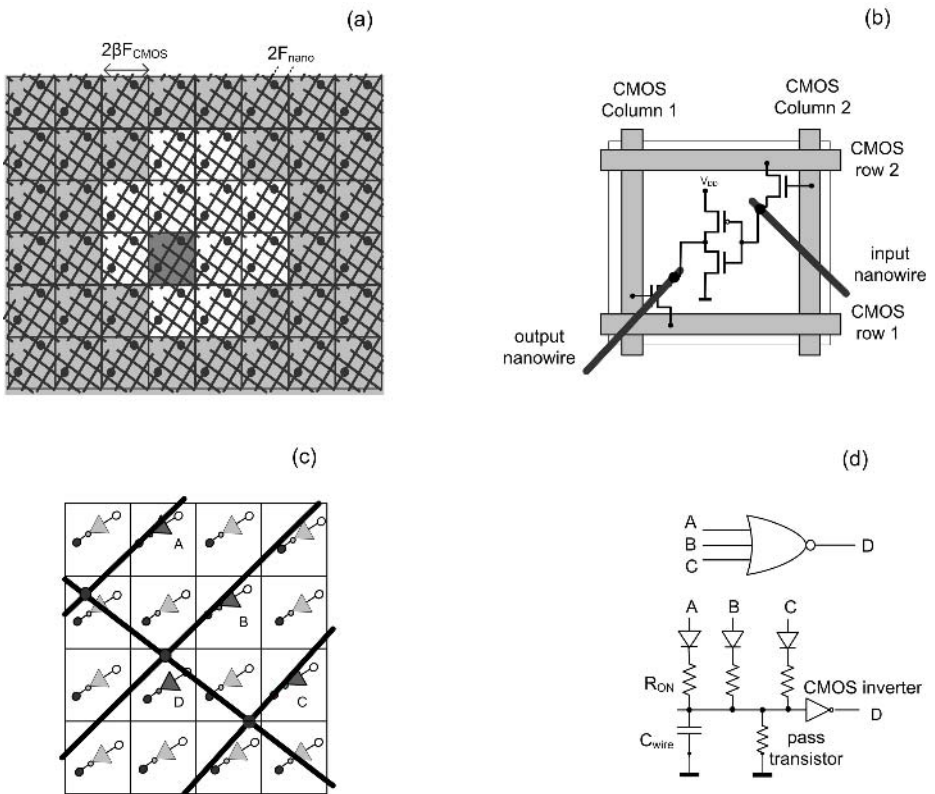 (a)
2βF_CMOS
2F_nano
(b)
CMOS
Column 1
CMOS
Column 2
CMOS
row 2
V_DD
input
nanowire
CMOS
row 1
output
nanowire
(c)
A
B
D
C
(d)
A
B
C
D
A B C
R_ON
CMOS inverter
D
C_wire
pass
transistor